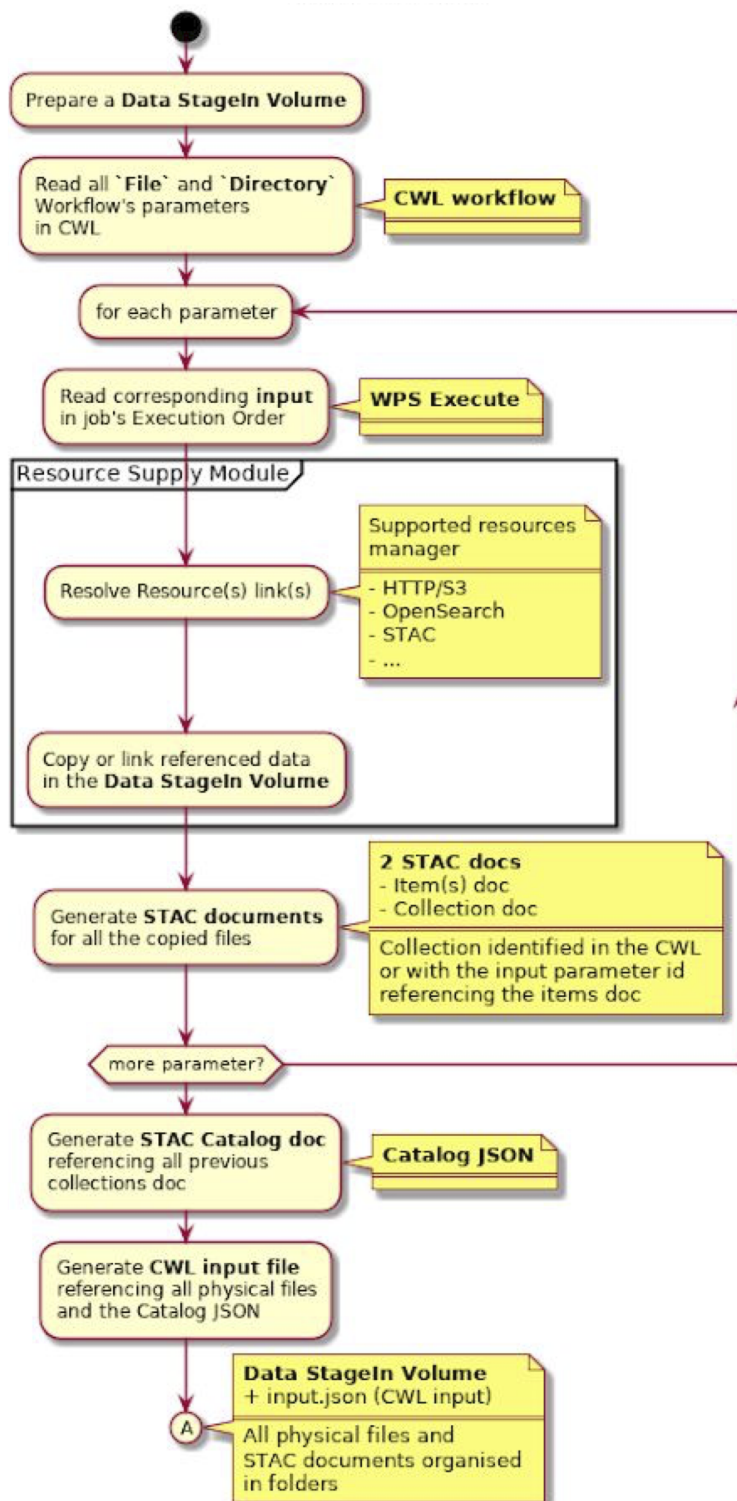 Prepare a Data StageIn Volume
Read all `File` and `Directory`
Workflow's parameters
in CWL
CWL workflow
for each parameter
Read corresponding input
in job's Execution Order
WPS Execute
Resource Supply Module
Supported resources
manager
- HTTP/S3
- OpenSearch
- STAC
- ...
Resolve Resource(s) link(s)
Copy or link referenced data
in the Data StageIn Volume
2 STAC docs
- Item(s) doc
- Collection doc
Collection identified in the CWL
or with the input parameter id
referencing the items doc
Generate STAC documents
for all the copied files
more parameter?
Generate STAC Catalog doc
referencing all previous
collections doc
Catalog JSON
Generate CWL input file
referencing all physical files
and the Catalog JSON
A
Data StageIn Volume
+ input.json (CWL input)
All physical files and
STAC documents organised
in folders